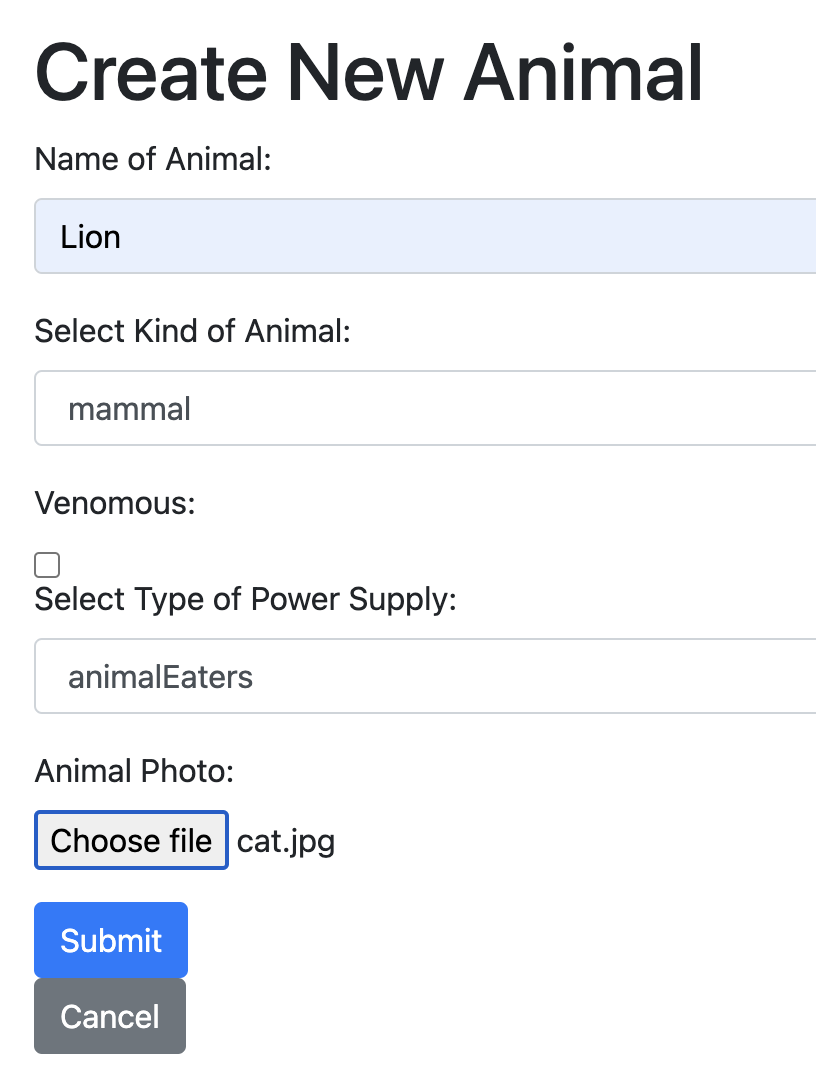 Create New Animal
Name of Animal:
Lion
Select Kind of Animal:
mammal
Venomous:
Select Type of Power Supply:
animalEaters
Animal Photo:
Choose file cat.jpg
Submit
Cancel